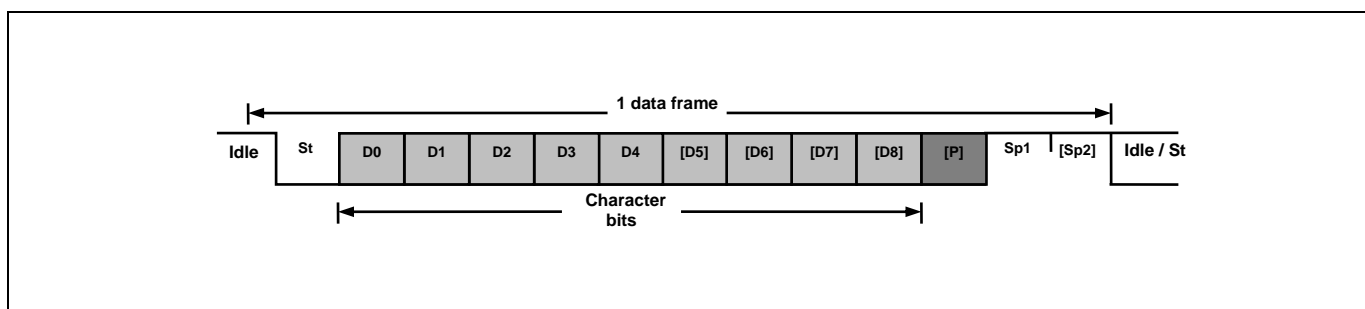 1 data frame
Idle St D0 D1 D2 D3 D4 [D5] [D6] [D7] [D8] [P] Sp1 [Sp2] Idle / St
Character
bits